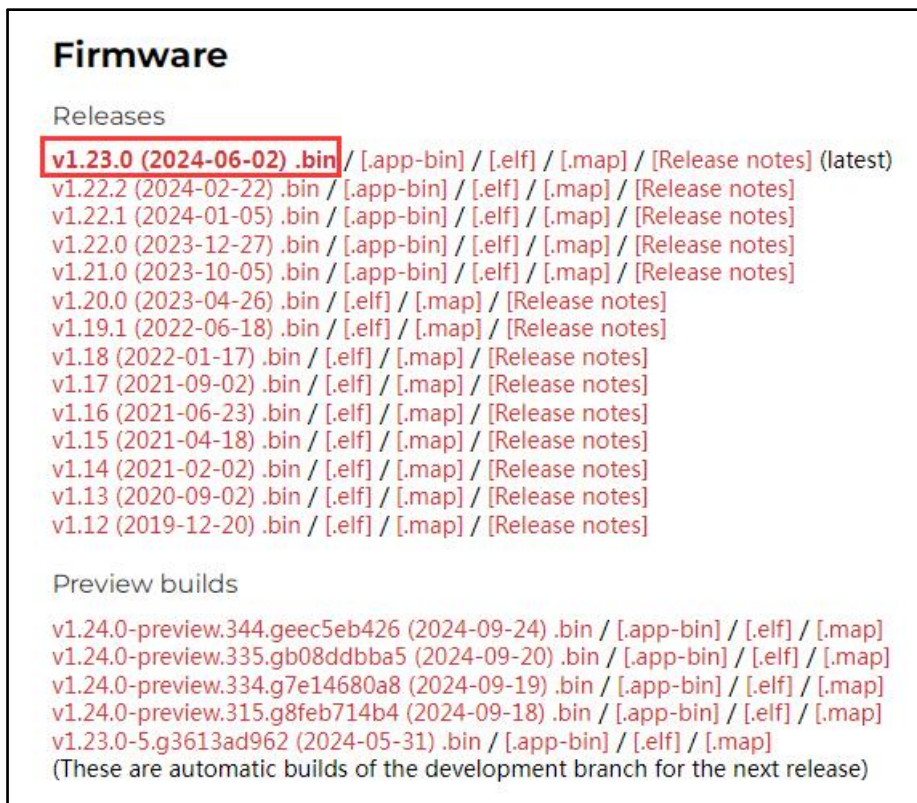 Firmware
Releases
v1.23.0 (2024-06-02) .bin / [.app-bin] / [.elf] / [.map] / [Release notes] (latest)
v1.22.2 (2024-02-22) .bin / [.app-bin] / [.elf] / [.map] / [Release notes]
v1.22.1 (2024-01-05) .bin / [.app-bin] / [.elf] / [.map] / [Release notes]
v1.22.0 (2023-12-27) .bin / [.app-bin] / [.elf] / [.map] / [Release notes]
v1.21.0 (2023-10-05) .bin / [.app-bin] / [.elf] / [.map] / [Release notes]
v1.20.0 (2023-04-26) .bin / [.elf] / [.map] / [Release notes]
v1.19.1 (2022-06-18) .bin / [.elf] / [.map] / [Release notes]
v1.18 (2022-01-17) .bin / [.elf] / [.map] / [Release notes]
v1.17 (2021-09-02) .bin / [.elf] / [.map] / [Release notes]
v1.16 (2021-06-23) .bin / [.elf] / [.map] / [Release notes]
v1.15 (2021-04-18) .bin / [.elf] / [.map] / [Release notes]
v1.14 (2021-02-02) .bin / [.elf] / [.map] / [Release notes]
v1.13 (2020-09-02) .bin / [.elf] / [.map] / [Release notes]
v1.12 (2019-12-20) .bin / [.elf] / [.map] / [Release notes]
Preview builds
v1.24.0-preview.344.geec5eb426 (2024-09-24) .bin / [.app-bin] / [.elf] / [.map]
v1.24.0-preview.335.gb08ddbba5 (2024-09-20) .bin / [.app-bin] / [.elf] / [.map]
v1.24.0-preview.334.g7e14680a8 (2024-09-19) .bin / [.app-bin] / [.elf] / [.map]
v1.24.0-preview.315.g8feb714b4 (2024-09-18) .bin / [.app-bin] / [.elf] / [.map]
v1.23.0-5.g3613ad962 (2024-05-31) .bin / [.app-bin] / [.elf] / [.map]
(These are automatic builds of the development branch for the next release)